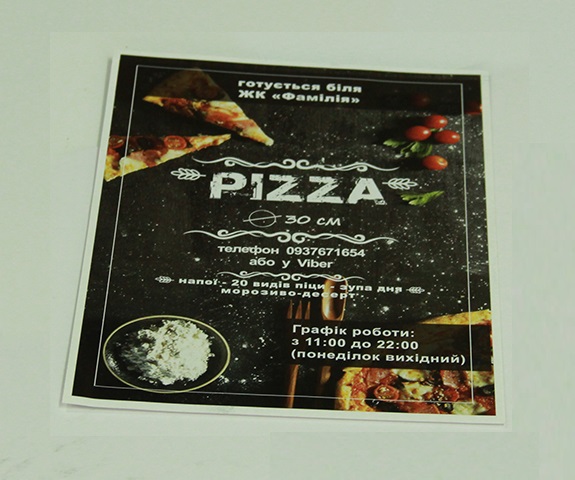 готується біля
ЖК «Фамілія»
PIZZA
30 см
телефон 0937671654
або у Viber
напої - 20 видів піци - зупа дня
морозиво-десерт
Графік роботи:
з 11:00 до 22:00
(понеділок вихідний)